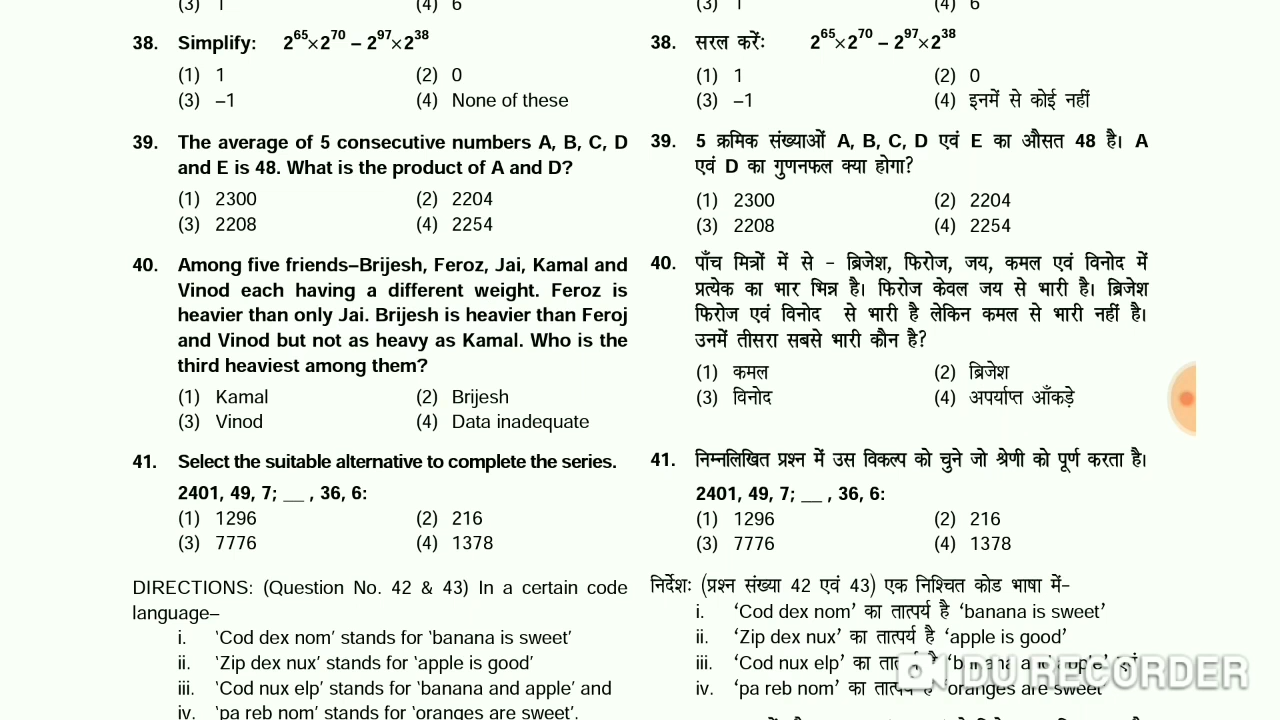 (3) 1 (4) 6
38. Simplify: 2^65×2^70 – 2^97×2^38
(1) 1 (2) 0
(3) –1 (4) None of these
39. The average of 5 consecutive numbers A, B, C, D
and E is 48. What is the product of A and D?
(1) 2300 (2) 2204
(3) 2208 (4) 2254
40. Among five friends–Brijesh, Feroz, Jai, Kamal and
Vinod each having a different weight. Feroz is
heavier than only Jai. Brijesh is heavier than Feroj
and Vinod but not as heavy as Kamal. Who is the
third heaviest among them?
(1) Kamal (2) Brijesh
(3) Vinod (4) Data inadequate
41. Select the suitable alternative to complete the series.
2401, 49, 7; __ , 36, 6:
(1) 1296 (2) 216
(3) 7776 (4) 1378
DIRECTIONS: (Question No. 42 & 43) In a certain code
language–
i. ‘Cod dex nom’ stands for ‘banana is sweet’
ii. ‘Zip dex nux’ stands for ‘apple is good’
iii. ‘Cod nux elp’ stands for ‘banana and apple’ and
iv. ‘pa reb nom’ stands for ‘oranges are sweet’.
(3) 1 (4) 6
38. सरल करेंः 2^65×2^70 – 2^97×2^38
(1) 1 (2) 0
(3) –1 (4) इनमें से कोई नहीं
39. 5 क्रमिक संख्याओं A, B, C, D एवं E का औसत 48 है। A
एवं D का गुणनफल क्या होगा?
(1) 2300 (2) 2204
(3) 2208 (4) 2254
40. पाँच मित्रों में से - ब्रिजेश, फिरोज, जय, कमल एवं विनोद में
प्रत्येक का भार भिन्न है। फिरोज केवल जय से भारी है। ब्रिजेश
फिरोज एवं विनोद से भारी है लेकिन कमल से भारी नहीं है।
उनमें तीसरा सबसे भारी कौन है?
(1) कमल (2) ब्रिजेश
(3) विनोद (4) अपर्याप्त आँकड़े
41. निम्नलिखित प्रश्न में उस विकल्प को चुने जो श्रेणी को पूर्ण करता है।
2401, 49, 7; __ , 36, 6:
(1) 1296 (2) 216
(3) 7776 (4) 1378
निर्देशः (प्रश्न संख्या 42 एवं 43) एक निश्चित कोड भाषा में-
i. ‘Cod dex nom’ का तात्पर्य है ‘banana is sweet’
ii. ‘Zip dex nux’ का तात्पर्य है ‘apple is good’
iii. ‘Cod nux elp’ का ‘banana and apple’ एवं
iv. ‘pa reb nom’ का तात्पर्य है ‘oranges are sweet’
DU RECORDER